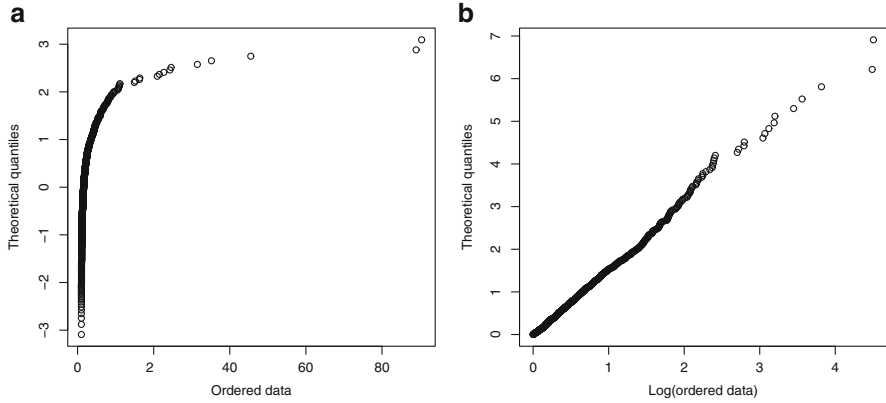 a
Theoretical quantiles
3
2
1
0
−1
−2
−3
0 2 40 60 80
Ordered data
b
Theoretical quantiles
7
6
5
4
3
2
1
0
0 1 2 3 4
Log(ordered data)